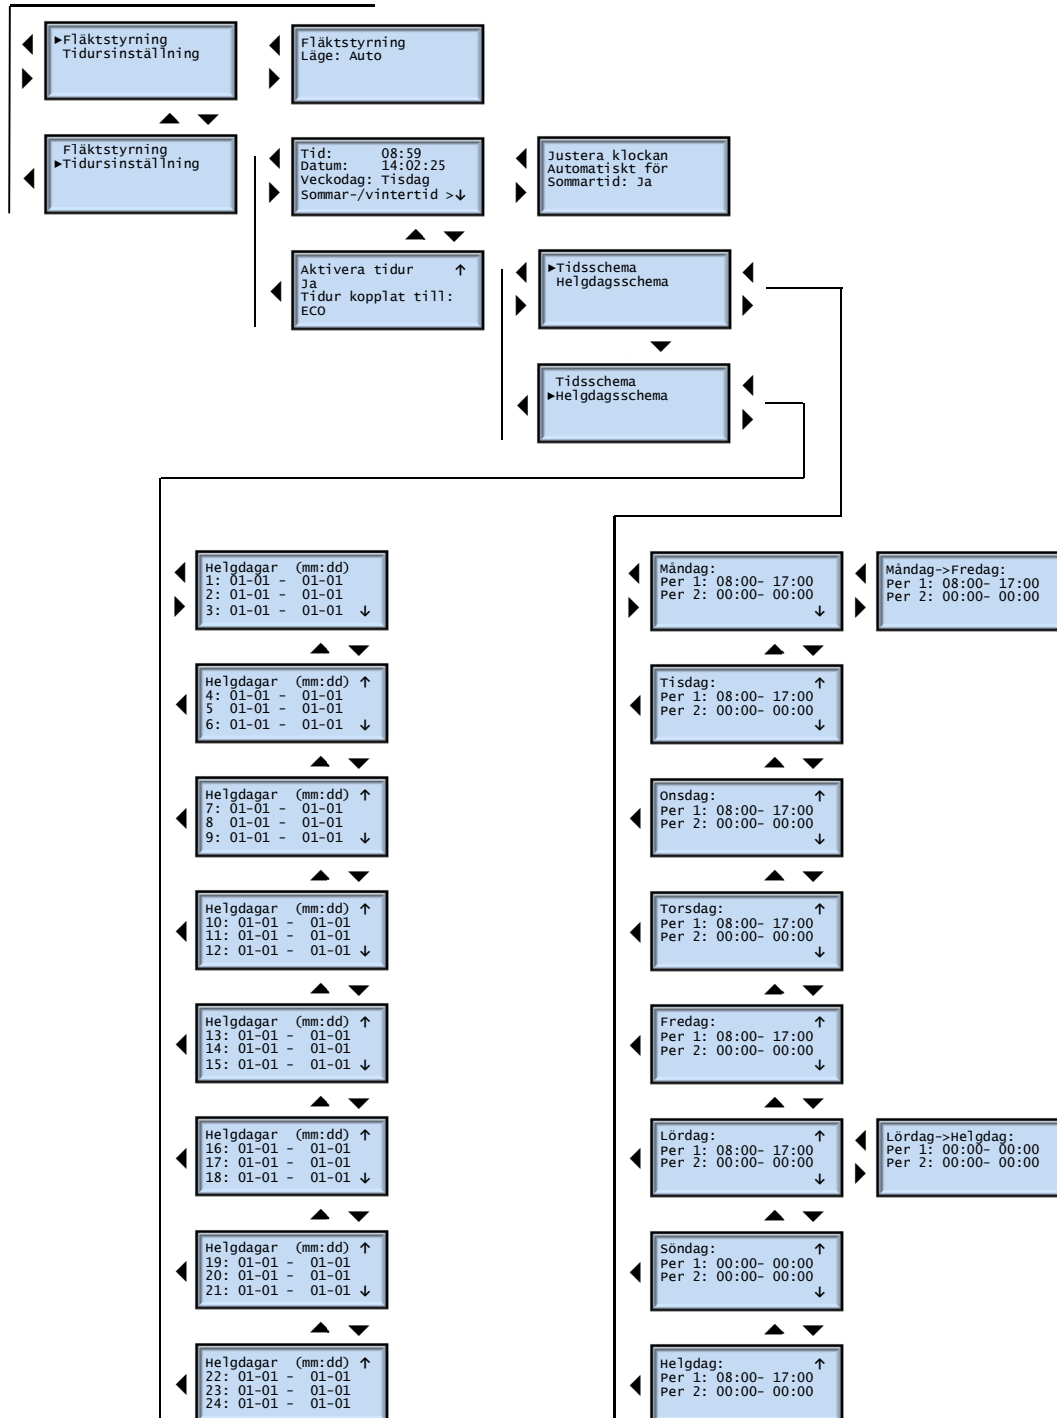 ►Fläktstyrning
Tidursinställning
Fläktstyrning
Läge: Auto
Fläktstyrning
►Tidursinställning
Tid: 08:59
Datum: 14:02:25
Veckodag: Tisdag
Sommar-/vintertid >↓
Justera klockan
Automatiskt för
Sommartid: Ja
Aktivera tidur ↑
Ja
Tidur kopplat till:
ECO
►Tidsschema
Helgdagsschema
Tidsschema
►Helgdagsschema
Helgdagar (mm:dd)
1: 01-01 - 01-01
2: 01-01 - 01-01
3: 01-01 - 01-01 ↓
Måndag:
Per 1: 08:00- 17:00
Per 2: 00:00- 00:00
↓
Måndag->Fredag:
Per 1: 08:00- 17:00
Per 2: 00:00- 00:00
Helgdagar (mm:dd) ↑
4: 01-01 - 01-01
5 01-01 - 01-01
6: 01-01 - 01-01 ↓
Tisdag: ↑
Per 1: 08:00- 17:00
Per 2: 00:00- 00:00
↓
Helgdagar (mm:dd) ↑
7: 01-01 - 01-01
8 01-01 - 01-01
9: 01-01 - 01-01 ↓
Onsdag: ↑
Per 1: 08:00- 17:00
Per 2: 00:00- 00:00
↓
Helgdagar (mm:dd) ↑
10: 01-01 - 01-01
11: 01-01 - 01-01
12: 01-01 - 01-01 ↓
Torsdag: ↑
Per 1: 08:00- 17:00
Per 2: 00:00- 00:00
↓
Helgdagar (mm:dd) ↑
13: 01-01 - 01-01
14: 01-01 - 01-01
15: 01-01 - 01-01 ↓
Fredag: ↑
Per 1: 08:00- 17:00
Per 2: 00:00- 00:00
↓
Helgdagar (mm:dd) ↑
16: 01-01 - 01-01
17: 01-01 - 01-01
18: 01-01 - 01-01 ↓
Lördag: ↑
Per 1: 08:00- 17:00
Per 2: 00:00- 00:00
↓
Lördag->Helgdag:
Per 1: 00:00- 00:00
Per 2: 00:00- 00:00
Helgdagar (mm:dd) ↑
19: 01-01 - 01-01
20: 01-01 - 01-01
21: 01-01 - 01-01 ↓
Söndag: ↑
Per 1: 00:00- 00:00
Per 2: 00:00- 00:00
↓
Helgdagar (mm:dd) ↑
22: 01-01 - 01-01
23: 01-01 - 01-01
24: 01-01 - 01-01
Helgdag: ↑
Per 1: 08:00- 17:00
Per 2: 00:00- 00:00